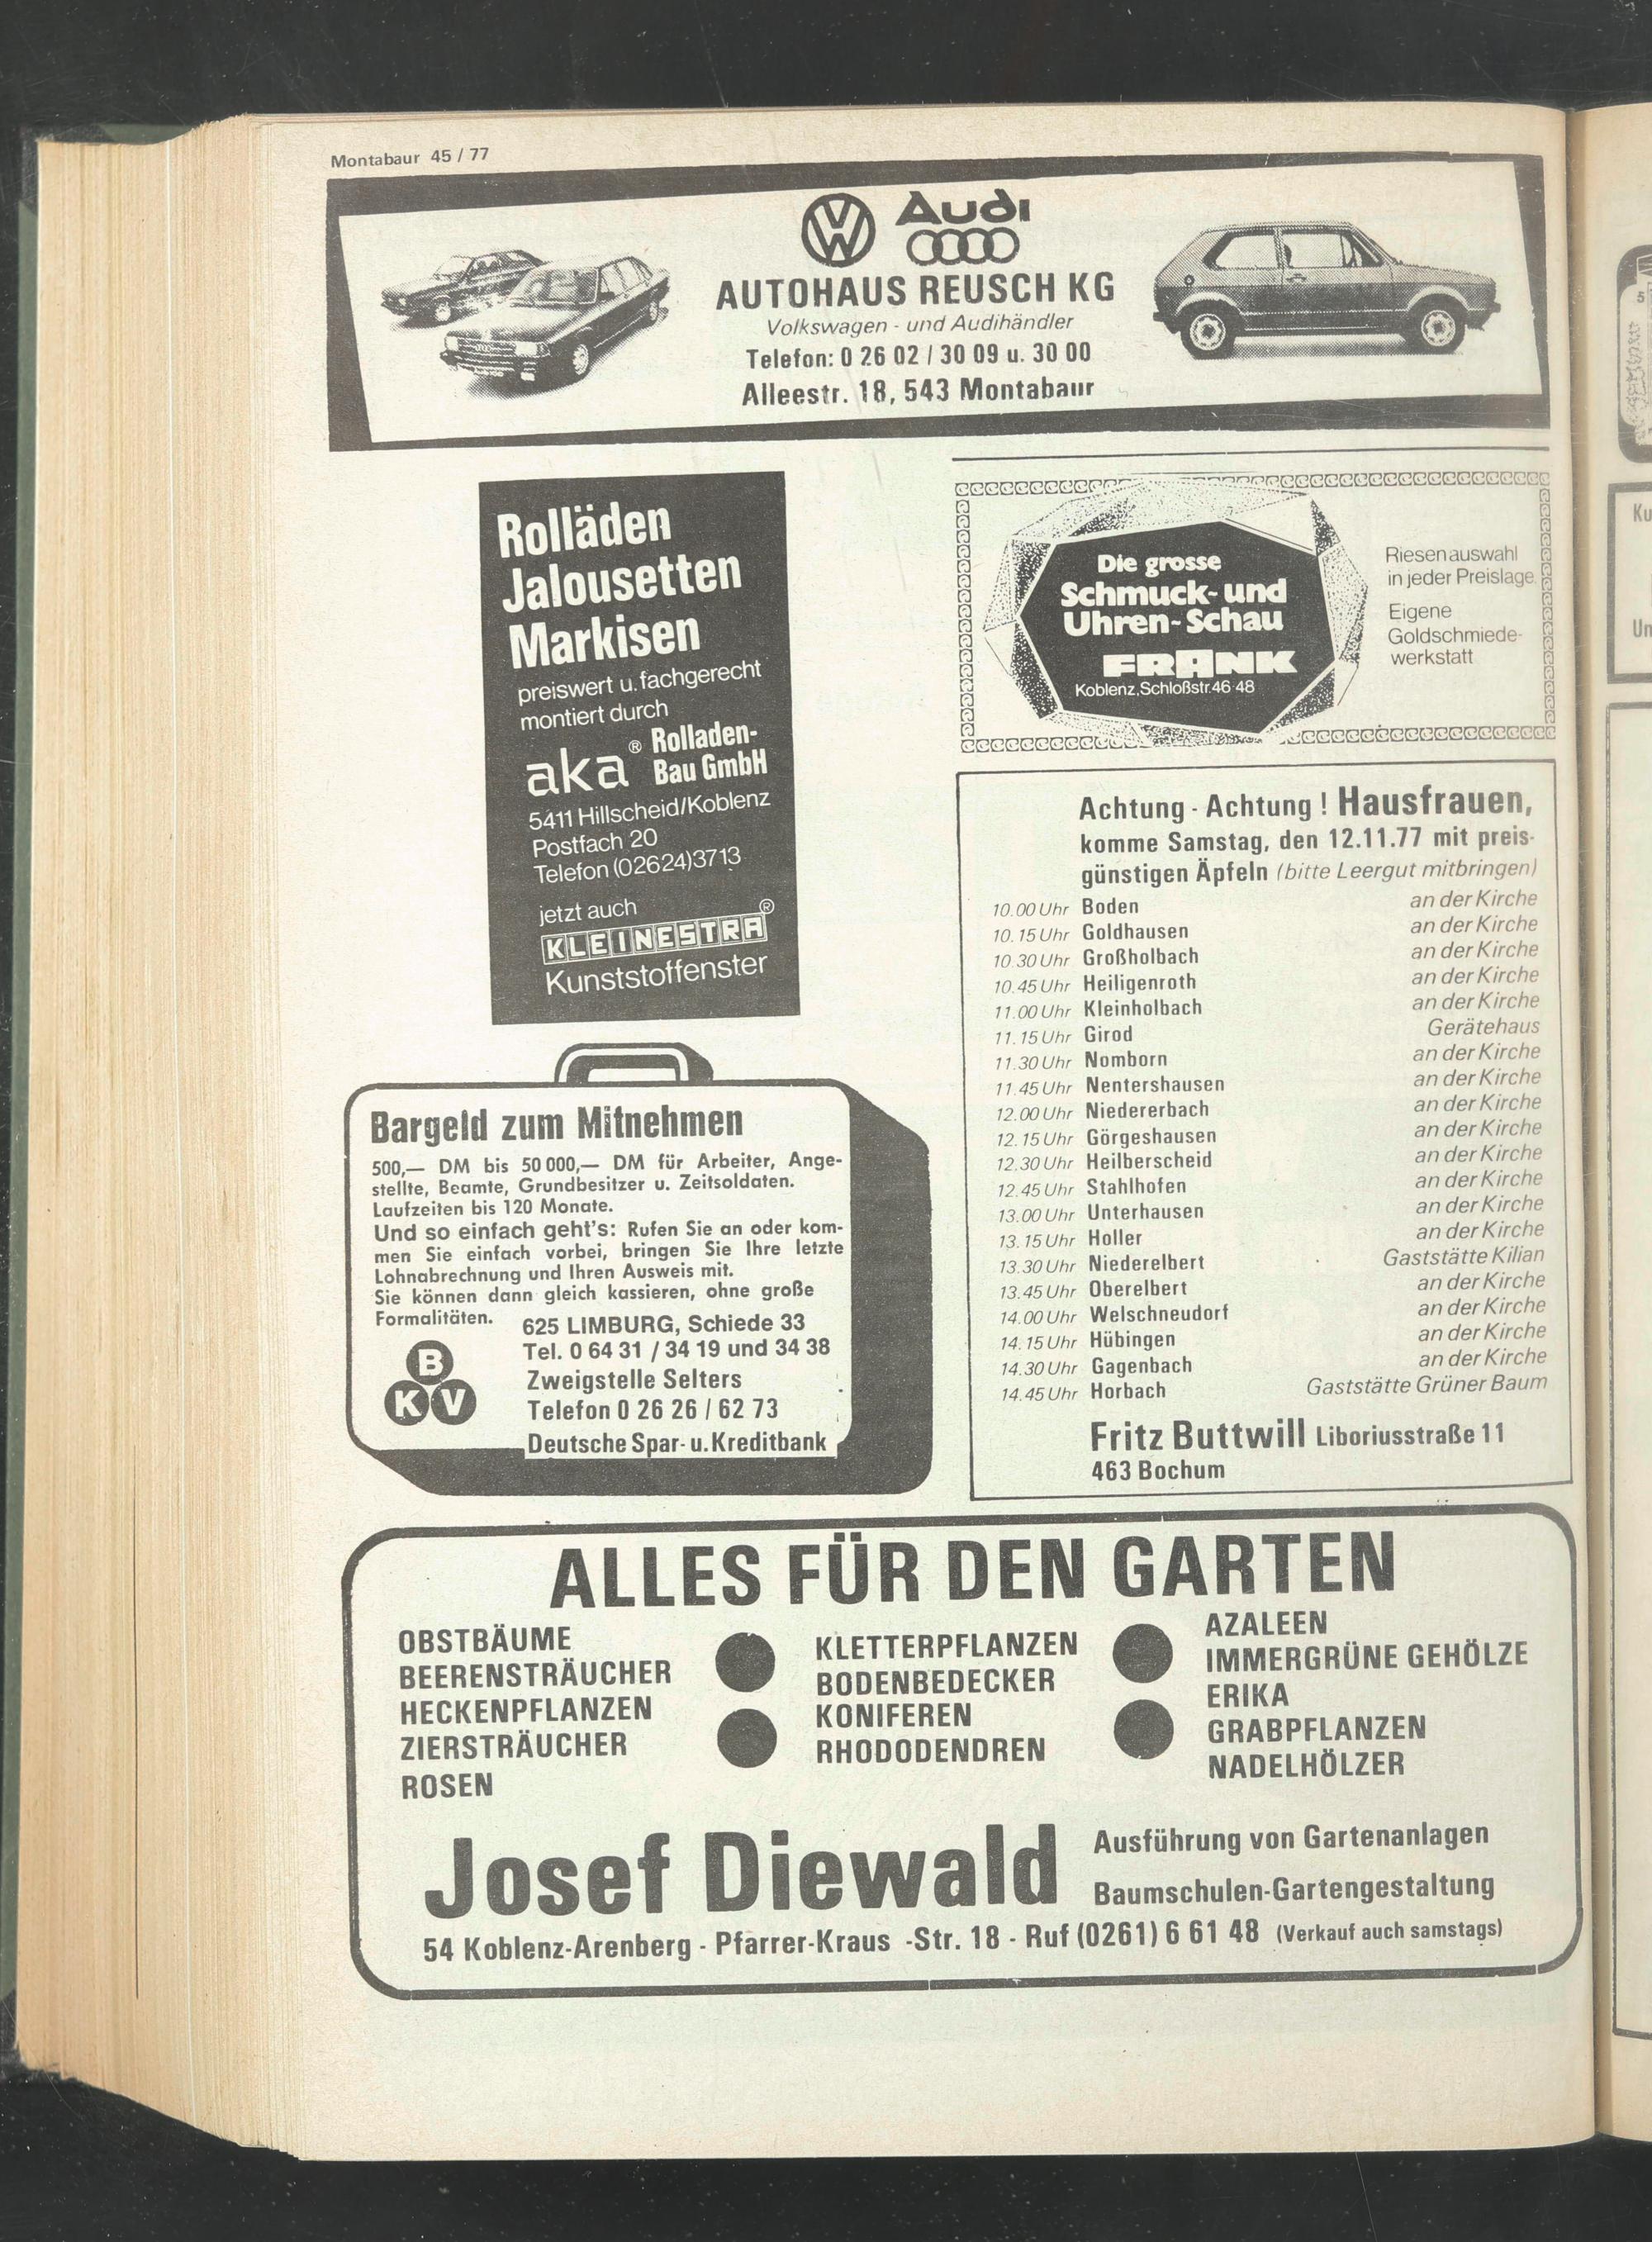 Montabaur 45 / 77
Audi
AUTOHAUS REUSCH KG
Volkswagen - und Audihändler
Telefon: 0 26 02 / 30 09 u. 30 00
Alleestr. 18, 543 Montabaur
Rolläden
Jalousetten
Markisen
preiswert u. fachgerecht
montiert durch
aka® Rolladen-
Bau GmbH
5411 Hillscheid/Koblenz
Postfach 20
Telefon (02624) 3713
jetzt auch
KLEINESTRA®
Kunststoffenster
Die grosse
Schmuck- und
Uhren-Schau
FRANK
Koblenz, Schloßstr. 46 48
Riesenauswahl
in jeder Preislage.
Eigene
Goldschmiede-
werkstatt
Bargeld zum Mitnehmen
500,— DM bis 50 000,— DM für Arbeiter, Ange-
stellte, Beamte, Grundbesitzer u. Zeitsoldaten.
Laufzeiten bis 120 Monate.
Und so einfach geht's: Rufen Sie an oder kom-
men Sie einfach vorbei, bringen Sie Ihre letzte
Lohnabrechnung und Ihren Ausweis mit.
Sie können dann gleich kassieren, ohne große
Formalitäten.
625 LIMBURG, Schiede 33
Tel. 0 64 31 / 34 19 und 34 38
Zweigstelle Selters
Telefon 0 26 26 / 62 73
Deutsche Spar- u. Kreditbank
B
K V
Achtung - Achtung ! Hausfrauen,
komme Samstag, den 12.11.77 mit preis-
günstigen Äpfeln (bitte Leergut mitbringen)
10.00 Uhr Boden an der Kirche
10.15 Uhr Goldhausen an der Kirche
10.30 Uhr Großholbach an der Kirche
10.45 Uhr Heiligenroth an der Kirche
11.00 Uhr Kleinholbach an der Kirche
11.15 Uhr Girod Gerätehaus
11.30 Uhr Nomborn an der Kirche
11.45 Uhr Nentershausen an der Kirche
12.00 Uhr Niedererbach an der Kirche
12.15 Uhr Görgeshausen an der Kirche
12.30 Uhr Heilberscheid an der Kirche
12.45 Uhr Stahlhofen an der Kirche
13.00 Uhr Unterhausen an der Kirche
13.15 Uhr Holler an der Kirche
13.30 Uhr Niederelbert Gaststätte Kilian
13.45 Uhr Oberelbert an der Kirche
14.00 Uhr Welschneudorf an der Kirche
14.15 Uhr Hübingen an der Kirche
14.30 Uhr Gagenbach an der Kirche
14.45 Uhr Horbach Gaststätte Grüner Baum
Fritz Buttwill Liboriusstraße 11
463 Bochum
ALLES FÜR DEN GARTEN
OBSTBÄUME
BEERENSTRÄUCHER
HECKENPFLANZEN
ZIERSTRÄUCHER
ROSEN
KLETTERPFLANZEN
BODENBEDECKER
KONIFEREN
RHODODENDREN
AZALEEN
IMMERGRÜNE GEHÖLZE
ERIKA
GRABPFLANZEN
NADELHÖLZER
Josef Diewald
Ausführung von Gartenanlagen
Baumschulen-Gartengestaltung
54 Koblenz-Arenberg - Pfarrer-Kraus -Str. 18 - Ruf (0261) 6 61 48 (Verkauf auch samstags)
Ku
Un